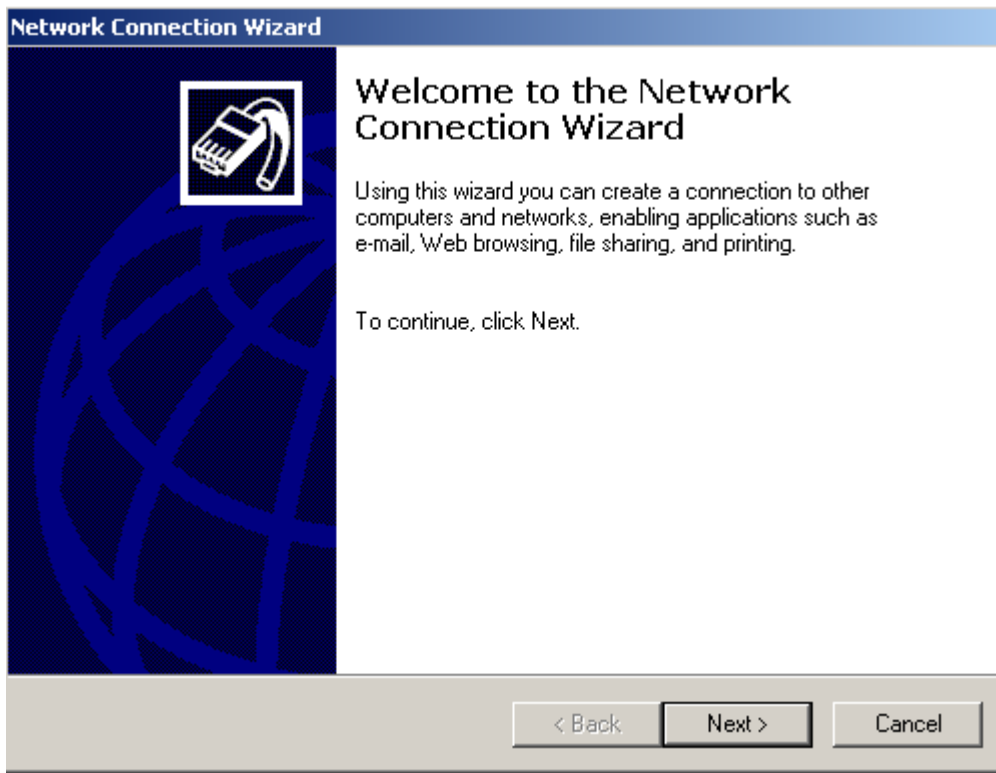 Network Connection Wizard
Welcome to the Network
Connection Wizard
Using this wizard you can create a connection to other
computers and networks, enabling applications such as
e-mail, Web browsing, file sharing, and printing.
To continue, click Next.
< Back
Next >
Cancel